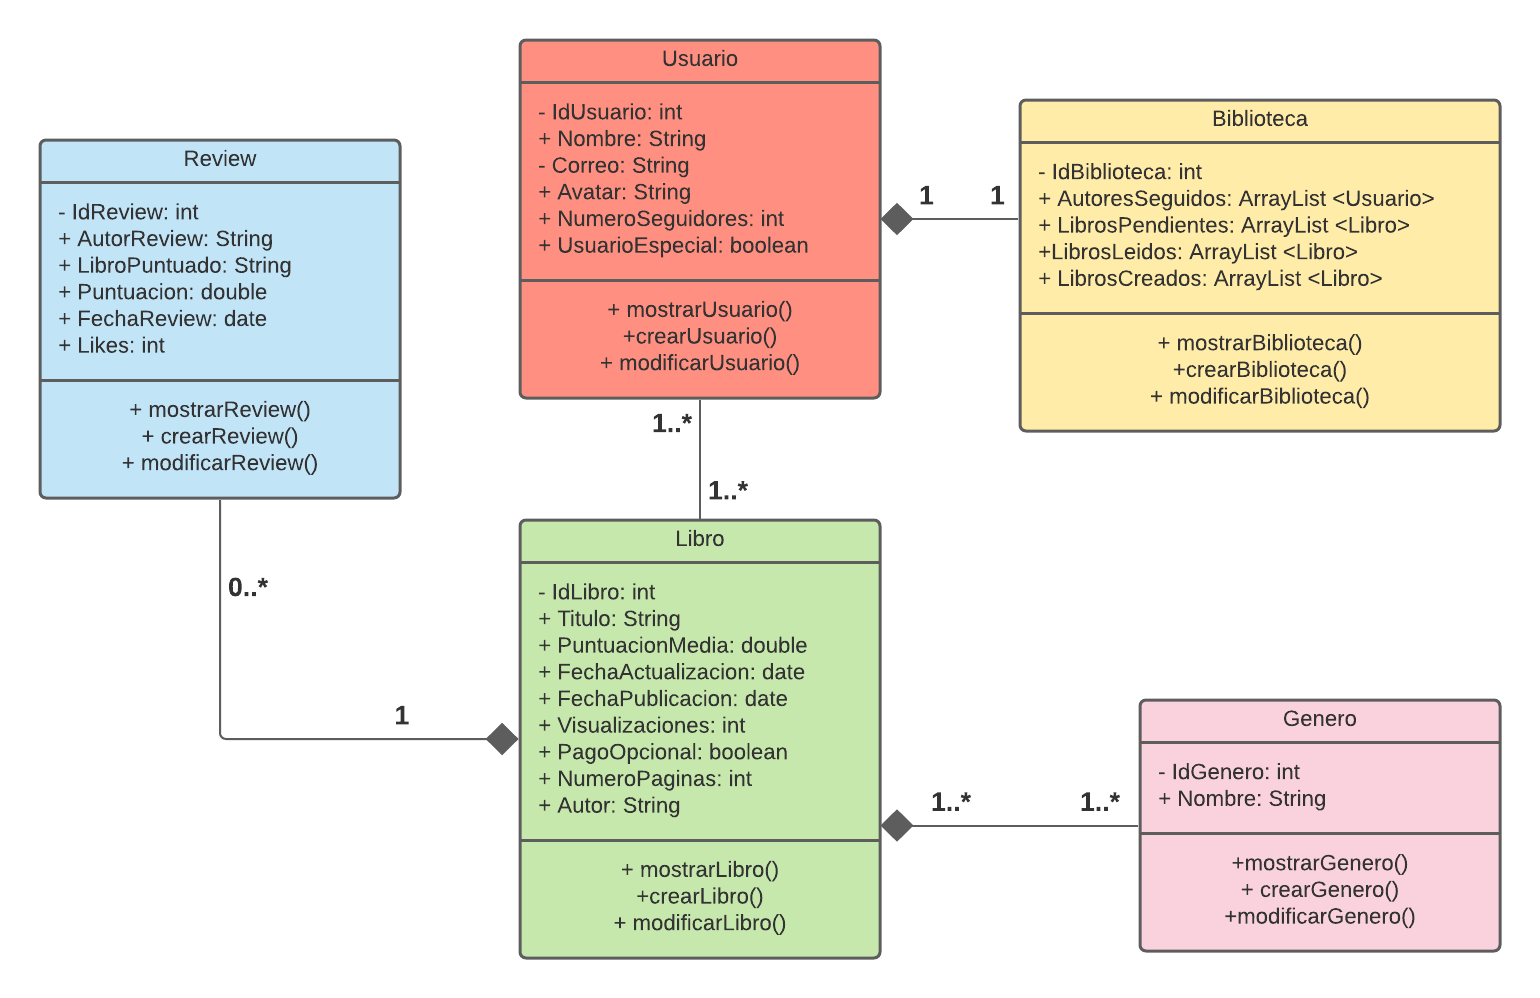 Usuario
- IdUsuario: int
+ Nombre: String
- Correo: String
+ Avatar: String
+ NumeroSeguidores: int
+ UsuarioEspecial: boolean
+ mostrarUsuario()
+crearUsuario()
+ modificarUsuario()
Biblioteca
- IdBiblioteca: int
+ AutoresSeguidos: ArrayList <Usuario>
+ LibrosPendientes: ArrayList <Libro>
+LibrosLeidos: ArrayList <Libro>
+ LibrosCreados: ArrayList <Libro>
+ mostrarBiblioteca()
+crearBiblioteca()
+ modificarBiblioteca()
1
1
Review
- IdReview: int
+ AutorReview: String
+ LibroPuntuado: String
+ Puntuacion: double
+ FechaReview: date
+ Likes: int
+ mostrarReview()
+ crearReview()
+ modificarReview()
1..*
1..*
0..*
1
Libro
- IdLibro: int
+ Titulo: String
+ PuntuacionMedia: double
+ FechaActualizacion: date
+ FechaPublicacion: date
+ Visualizaciones: int
+ PagoOpcional: boolean
+ NumeroPaginas: int
+ Autor: String
+ mostrarLibro()
+crearLibro()
+ modificarLibro()
1..*
1..*
Genero
- IdGenero: int
+ Nombre: String
+mostrarGenero()
+ crearGenero()
+modificarGenero()